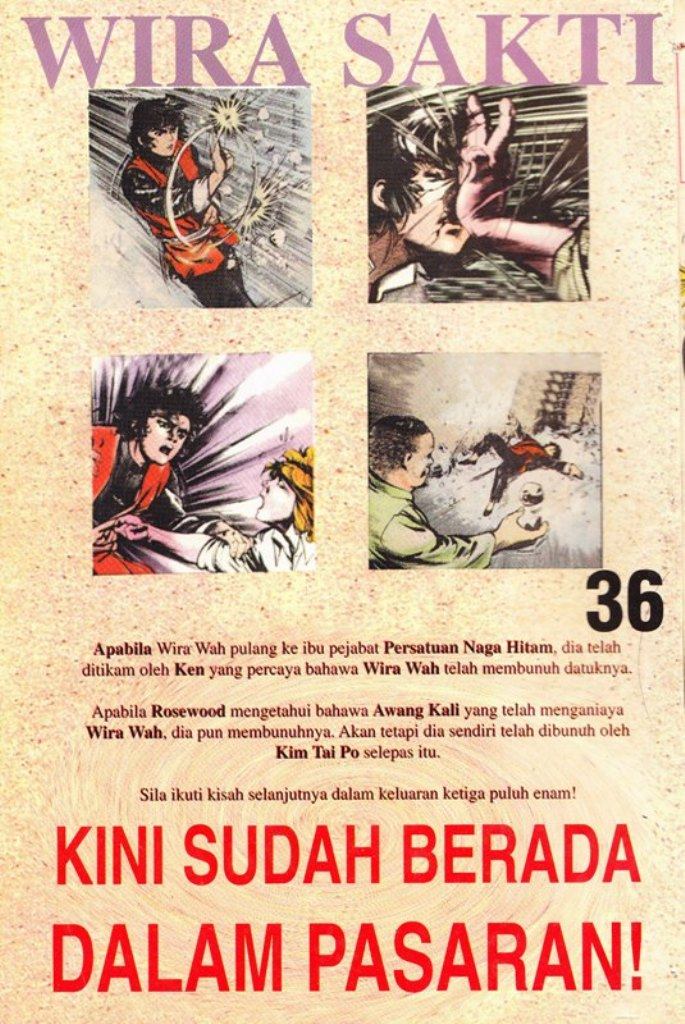 WIRA SAKTI
36
Apabila Wira Wah pulang ke ibu pejabat Persatuan Naga Hitam, dia telah
ditikam oleh Ken yang percaya bahawa Wira Wah telah membunuh datuknya.
Apabila Rosewood mengetahui bahawa Awang Kali yang telah menganiaya
Wira Wah, dia pun membunuhnya. Akan tetapi dia sendiri telah dibunuh oleh
Kim Tai Po selepas itu.
Sila ikuti kisah selanjutnya dalam keluaran ketiga puluh enam!
KINI SUDAH BERADA
DALAM PASARAN!